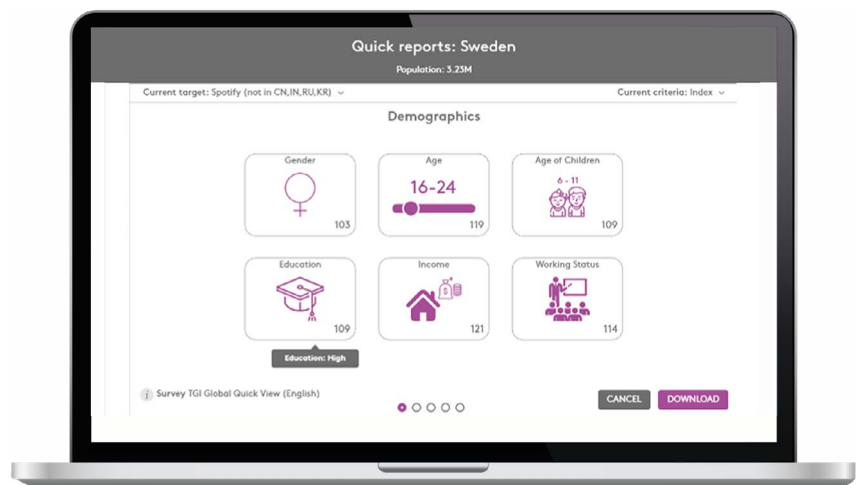 Quick reports: Sweden
Population: 3.23M
Current target: Spotify (not in CN,IN,RU,KR)
Current criteria: Index
Demographics
Gender
103
Age
16-24
119
Age of Children
6 - 11
109
Education
109
Income
121
Working Status
114
Education: High
i Survey TGI Global Quick View (English)
CANCEL
DOWNLOAD